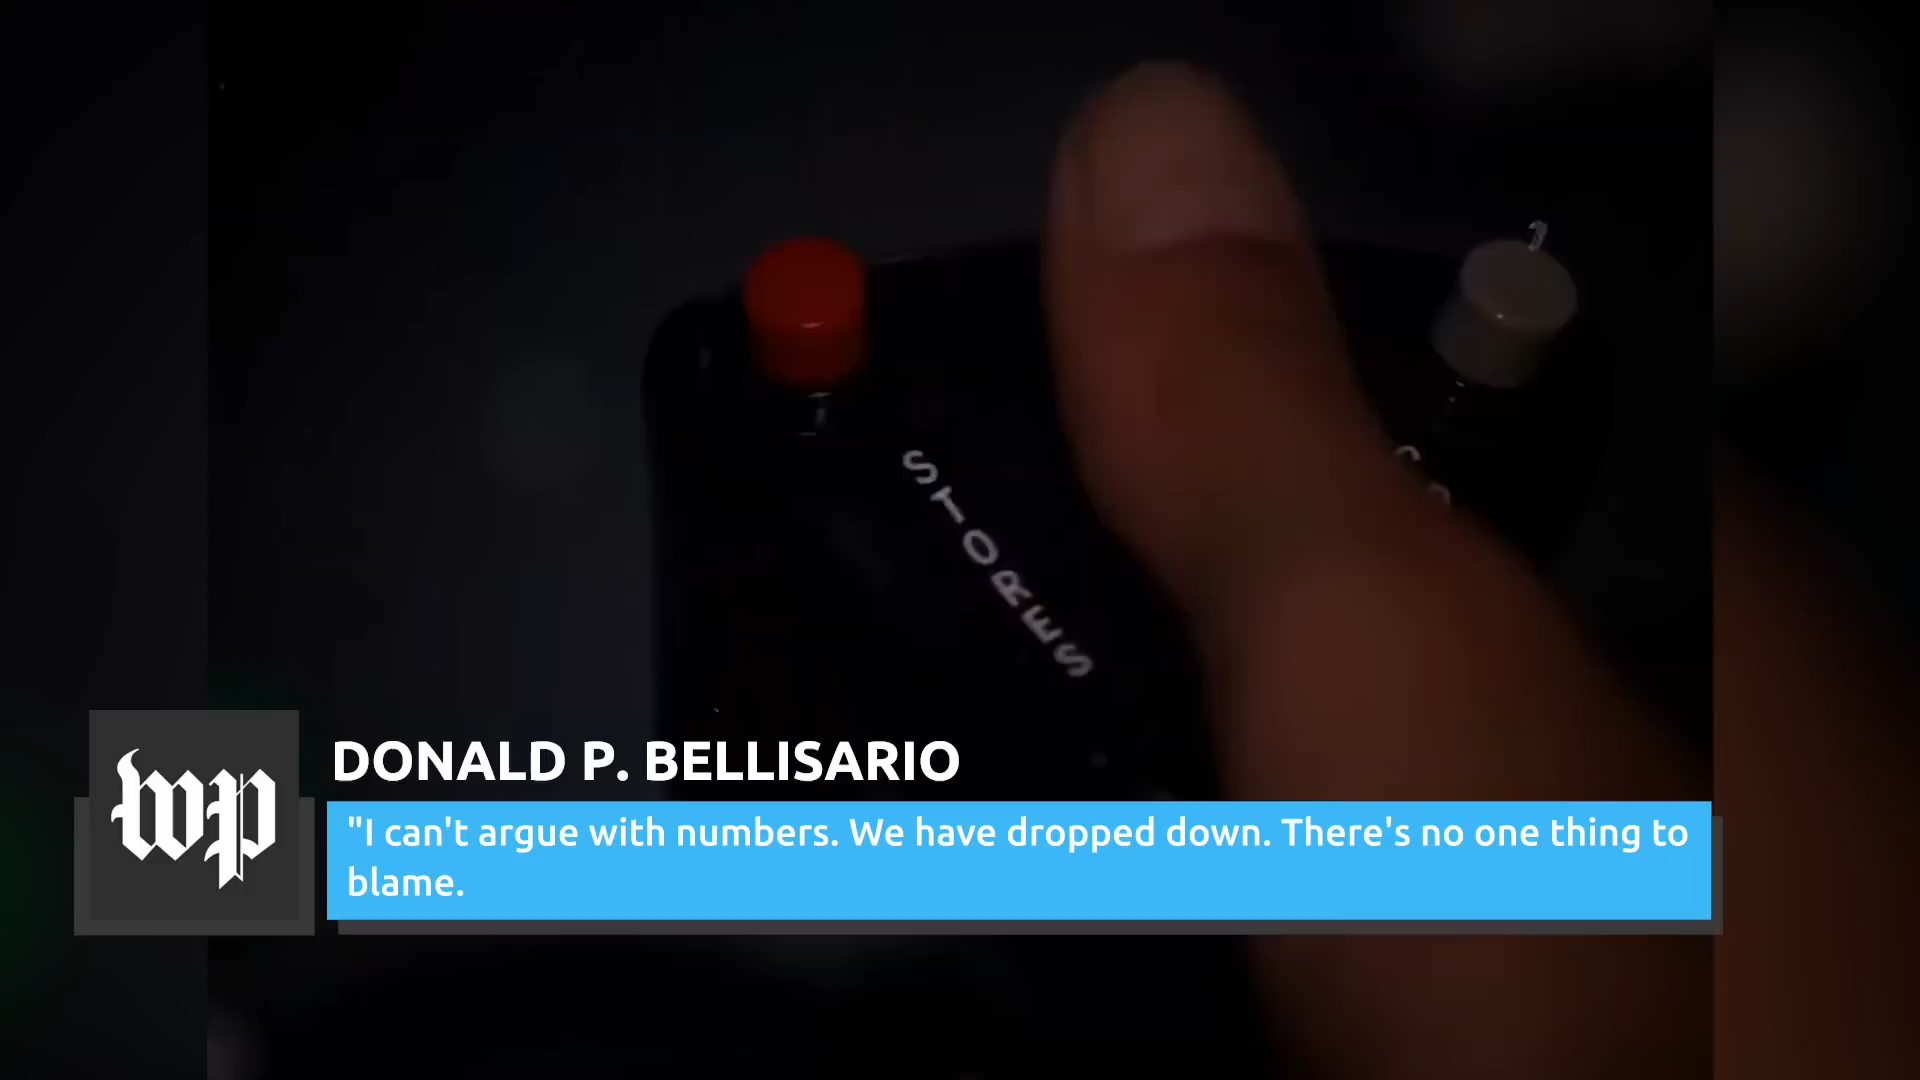 STORES
wp
DONALD P. BELLISARIO
"I can't argue with numbers. We have dropped down. There's no one thing to
blame.